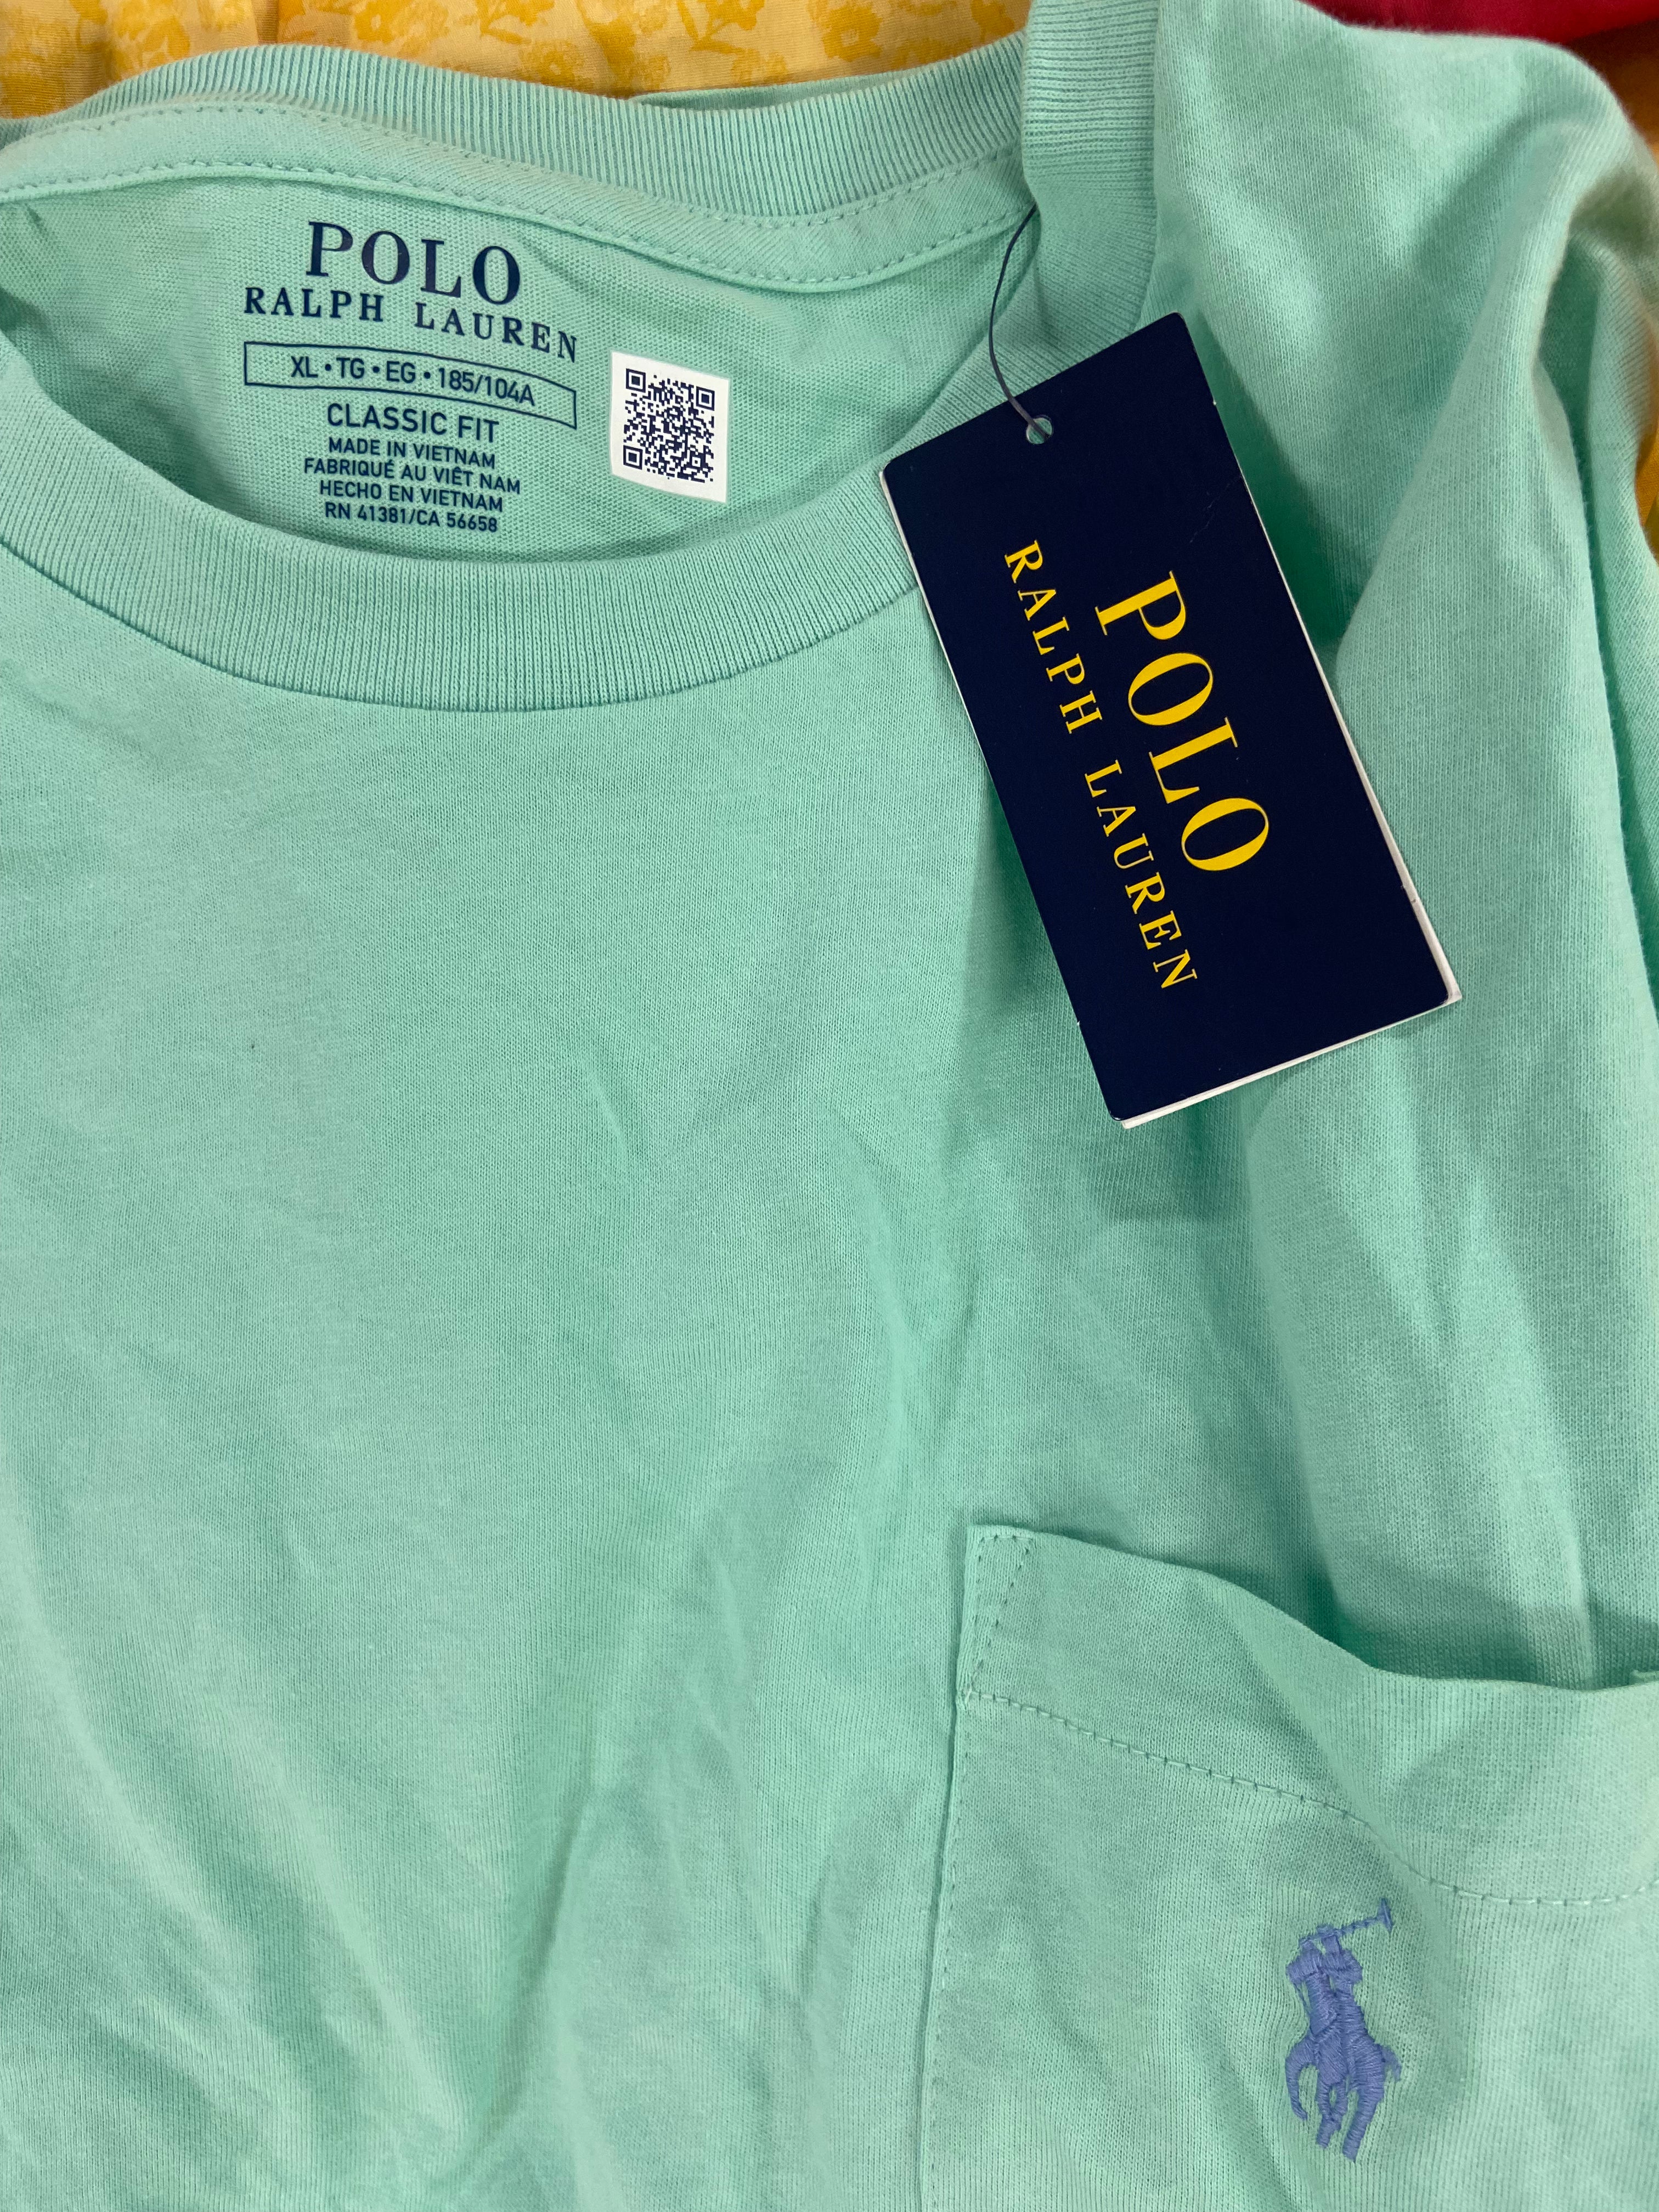 POLO
RALPH LAUREN
XL • TG • EG • 185/104A
CLASSIC FIT
MADE IN VIETNAM
FABRIQUÉ AU VIÊT NAM
HECHO EN VIETNAM
RN 41381/CA 56658
POLO
RALPH LAUREN